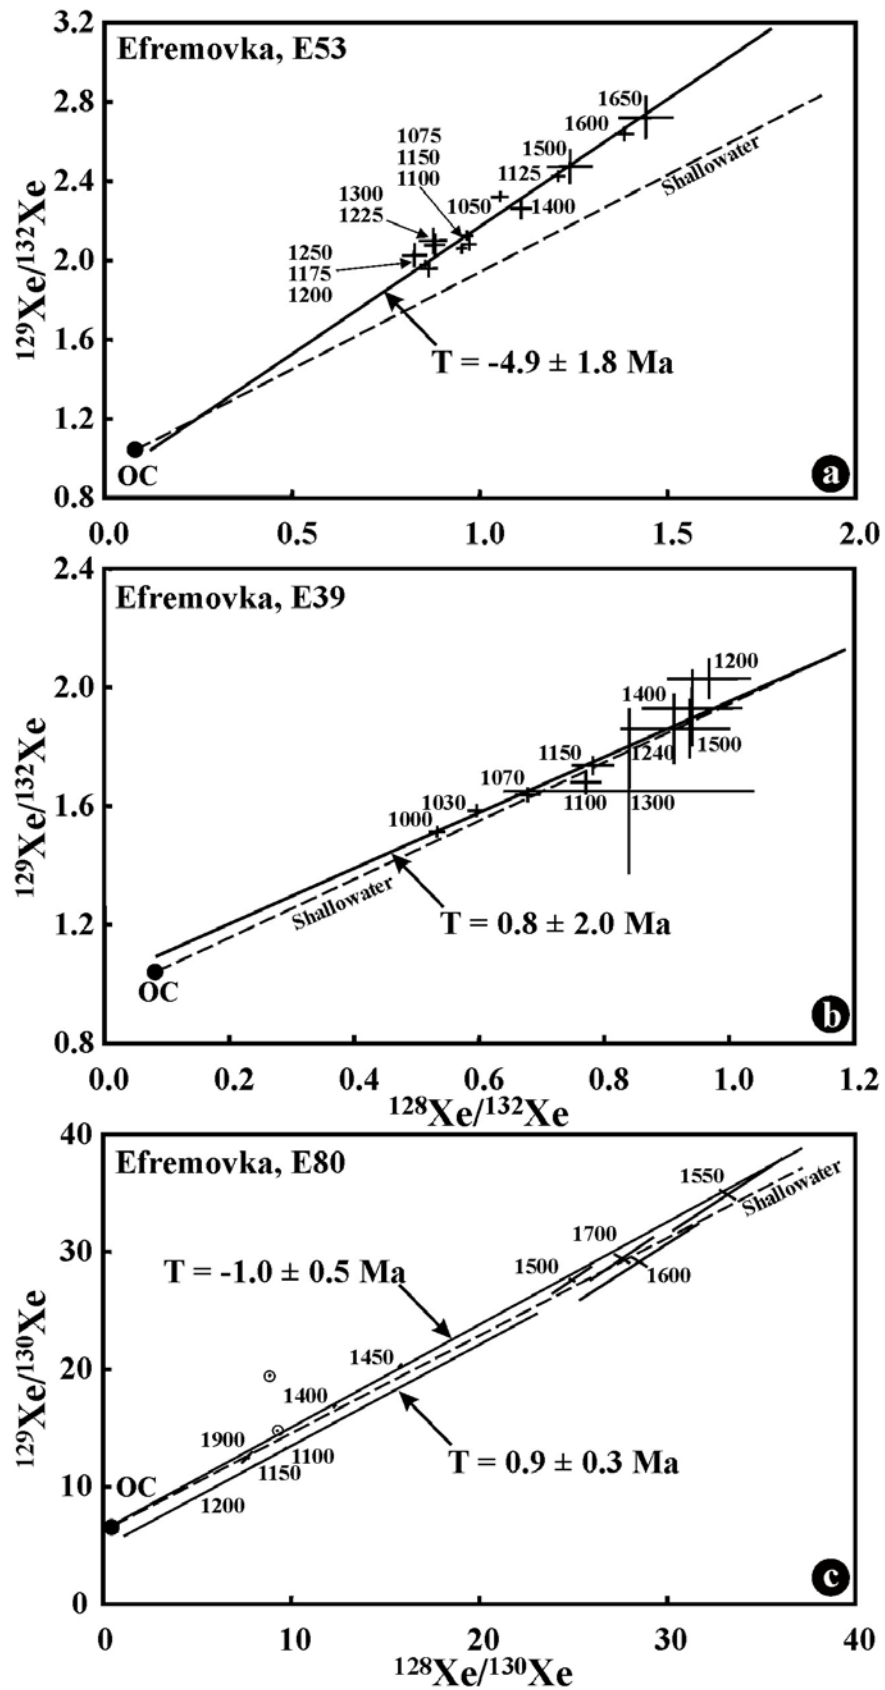 3.2
Efremovka, E53
2.8
1650
1600
1500
1125
Shallowater
1075
1150
1100
2.4
1300
1225
1050
1400
1250
1175
1200
2.0
129Xe/132Xe
1.6
T = -4.9 ± 1.8 Ma
1.2
OC
0.8
a
0.0 0.5 1.0 1.5 2.0
2.4
Efremovka, E39
2.0
1200
1400
1150
1240
1500
1070
1.6
1030
1100
1300
1000
129Xe/132Xe
Shallowater
T = 0.8 ± 2.0 Ma
1.2
OC
0.8
b
0.0 0.2 0.4 0.6 0.8 1.0 1.2
128Xe/132Xe
40
Efremovka, E80
1550
Shallowater
1700
30
1500
1600
T = -1.0 ± 0.5 Ma
129Xe/130Xe
20
1450
1400
1900
1100
1150
T = 0.9 ± 0.3 Ma
10
OC
1200
0
c
0 10 20 30 40
128Xe/130Xe